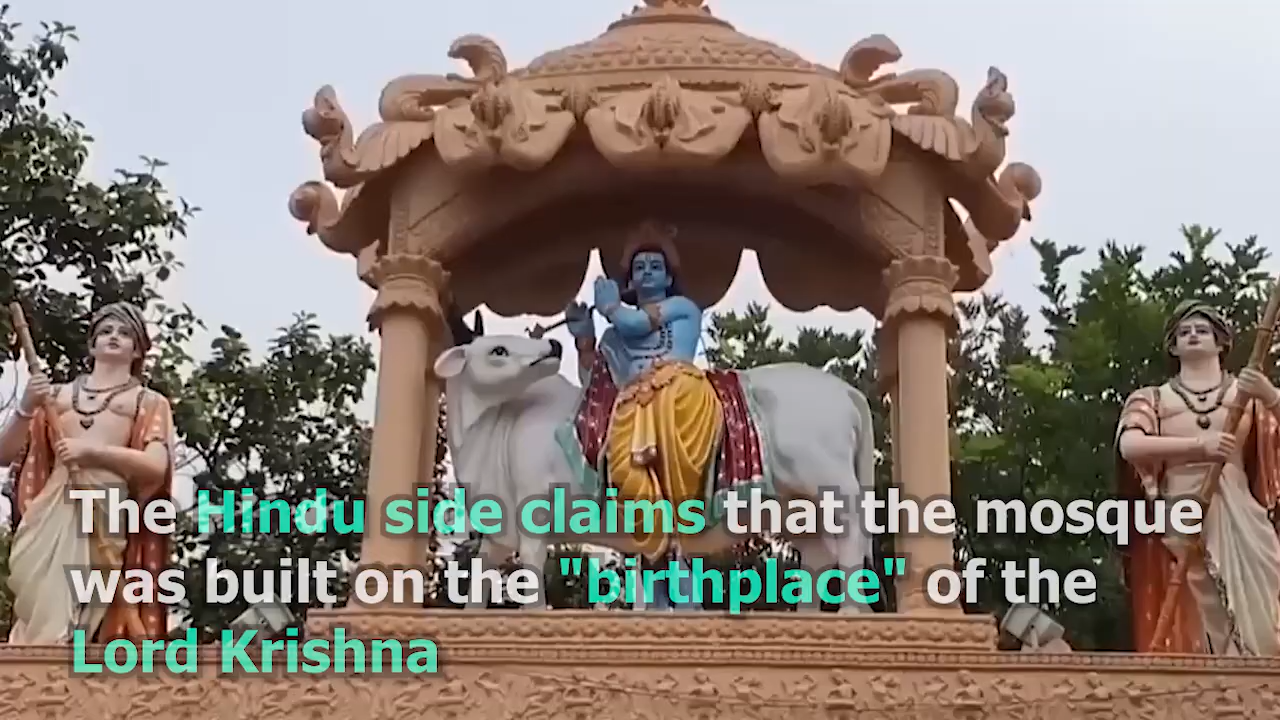 The Hindu side claims that the mosque
was built on the "birthplace" of the
Lord Krishna